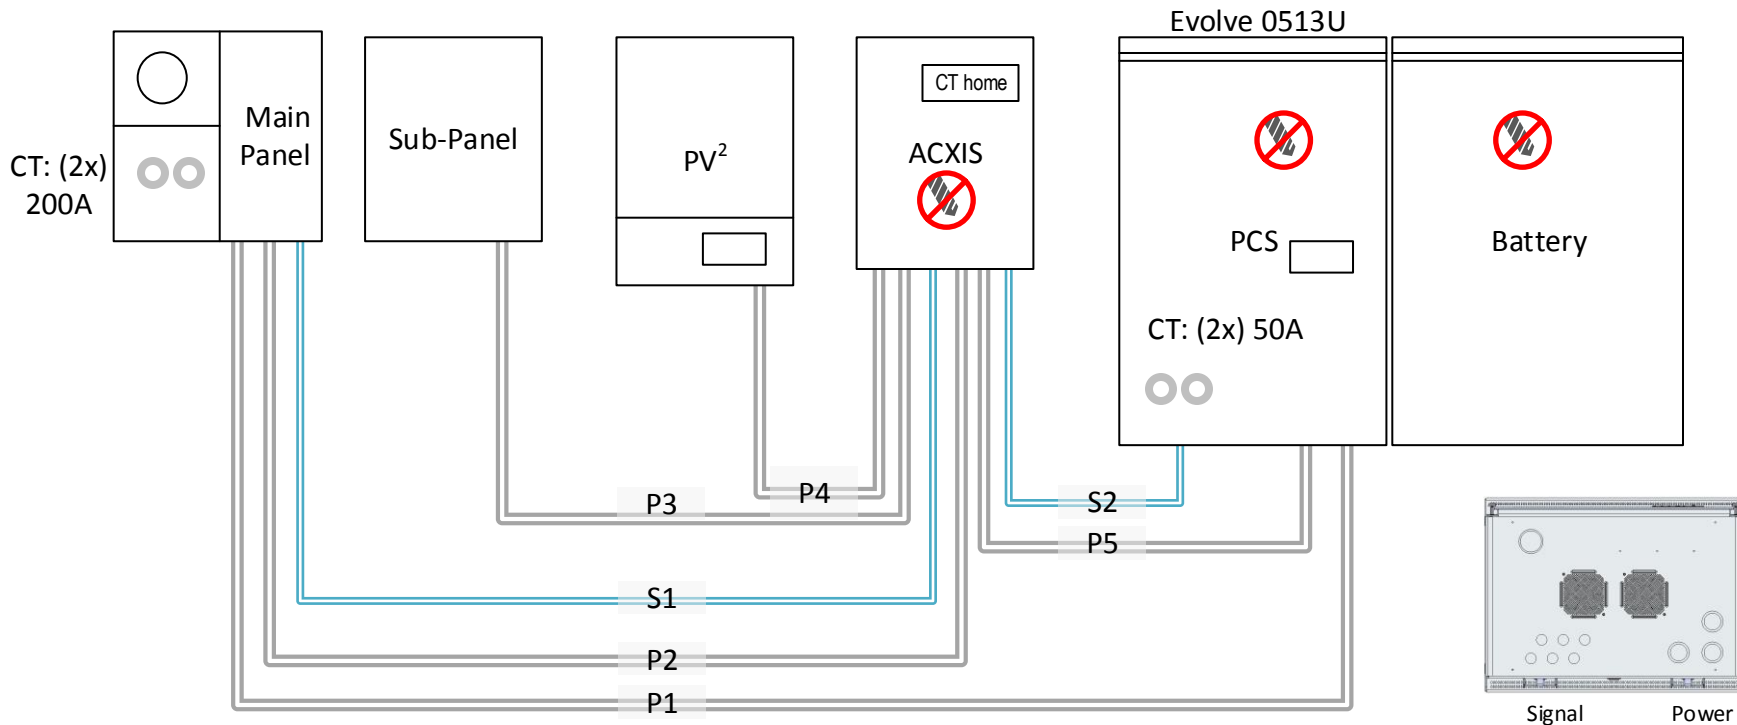 Evolve 0513U
Main
Panel
CT: (2x)
200A
Sub-Panel
PV²
CT home
ACXIS
PCS
CT: (2x) 50A
Battery
P4
P3
S2
P5
S1
P2
P1
Signal
Power